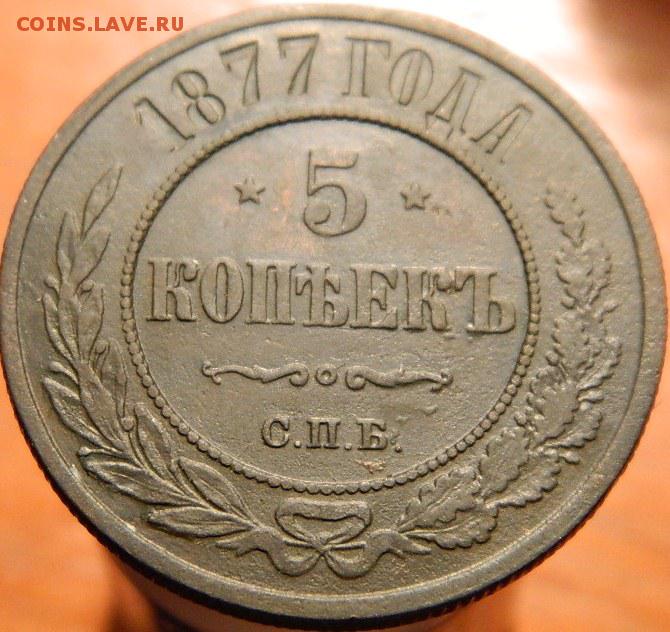 COINS.LAVE.RU
1877 ГОДА
5
КОПѢЕКЪ
С.П.Б.